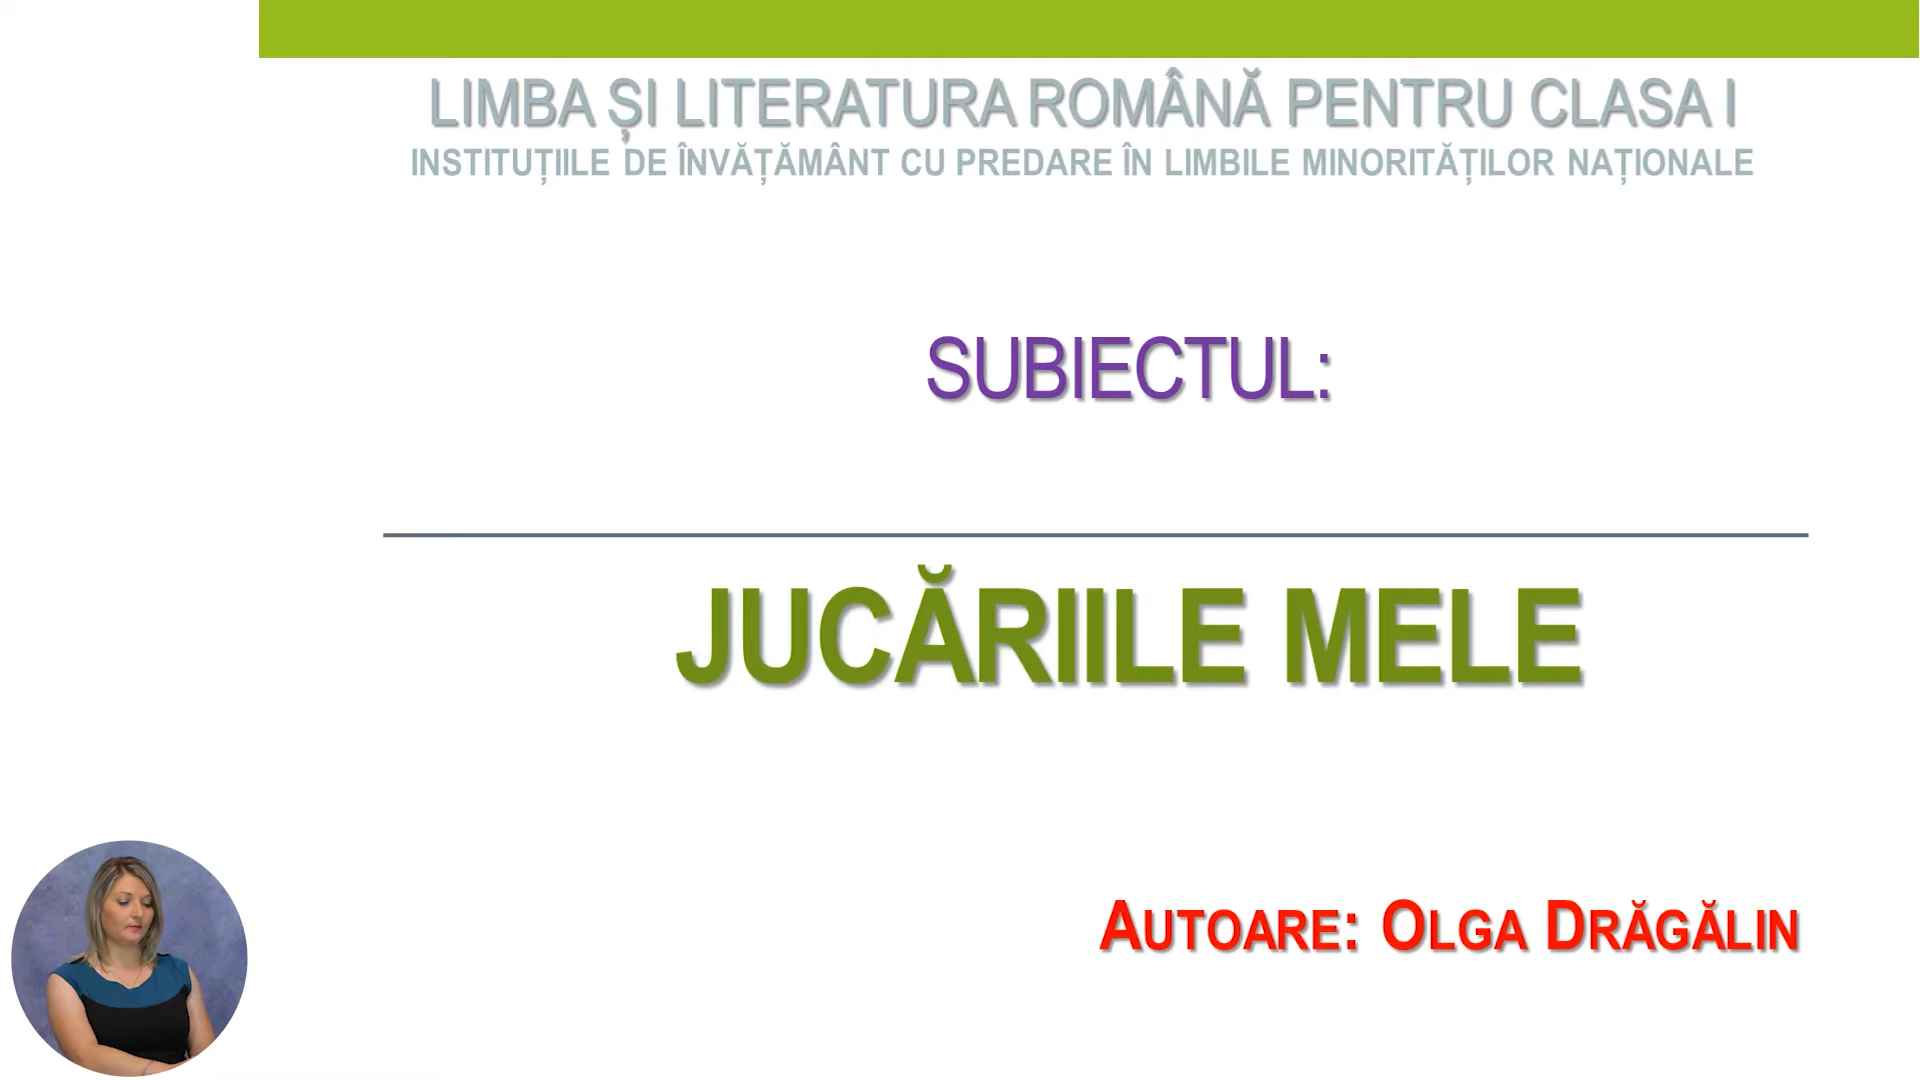 LIMBA ȘI LITERATURA ROMÂNĂ PENTRU CLASA I
INSTITUȚIILE DE ÎNVĂȚĂMÂNT CU PREDARE ÎN LIMBILE MINORITĂȚILOR NAȚIONALE
SUBIECTUL:
JUCĂRIILE MELE
AUTOARE: OLGA DRĂGĂLIN